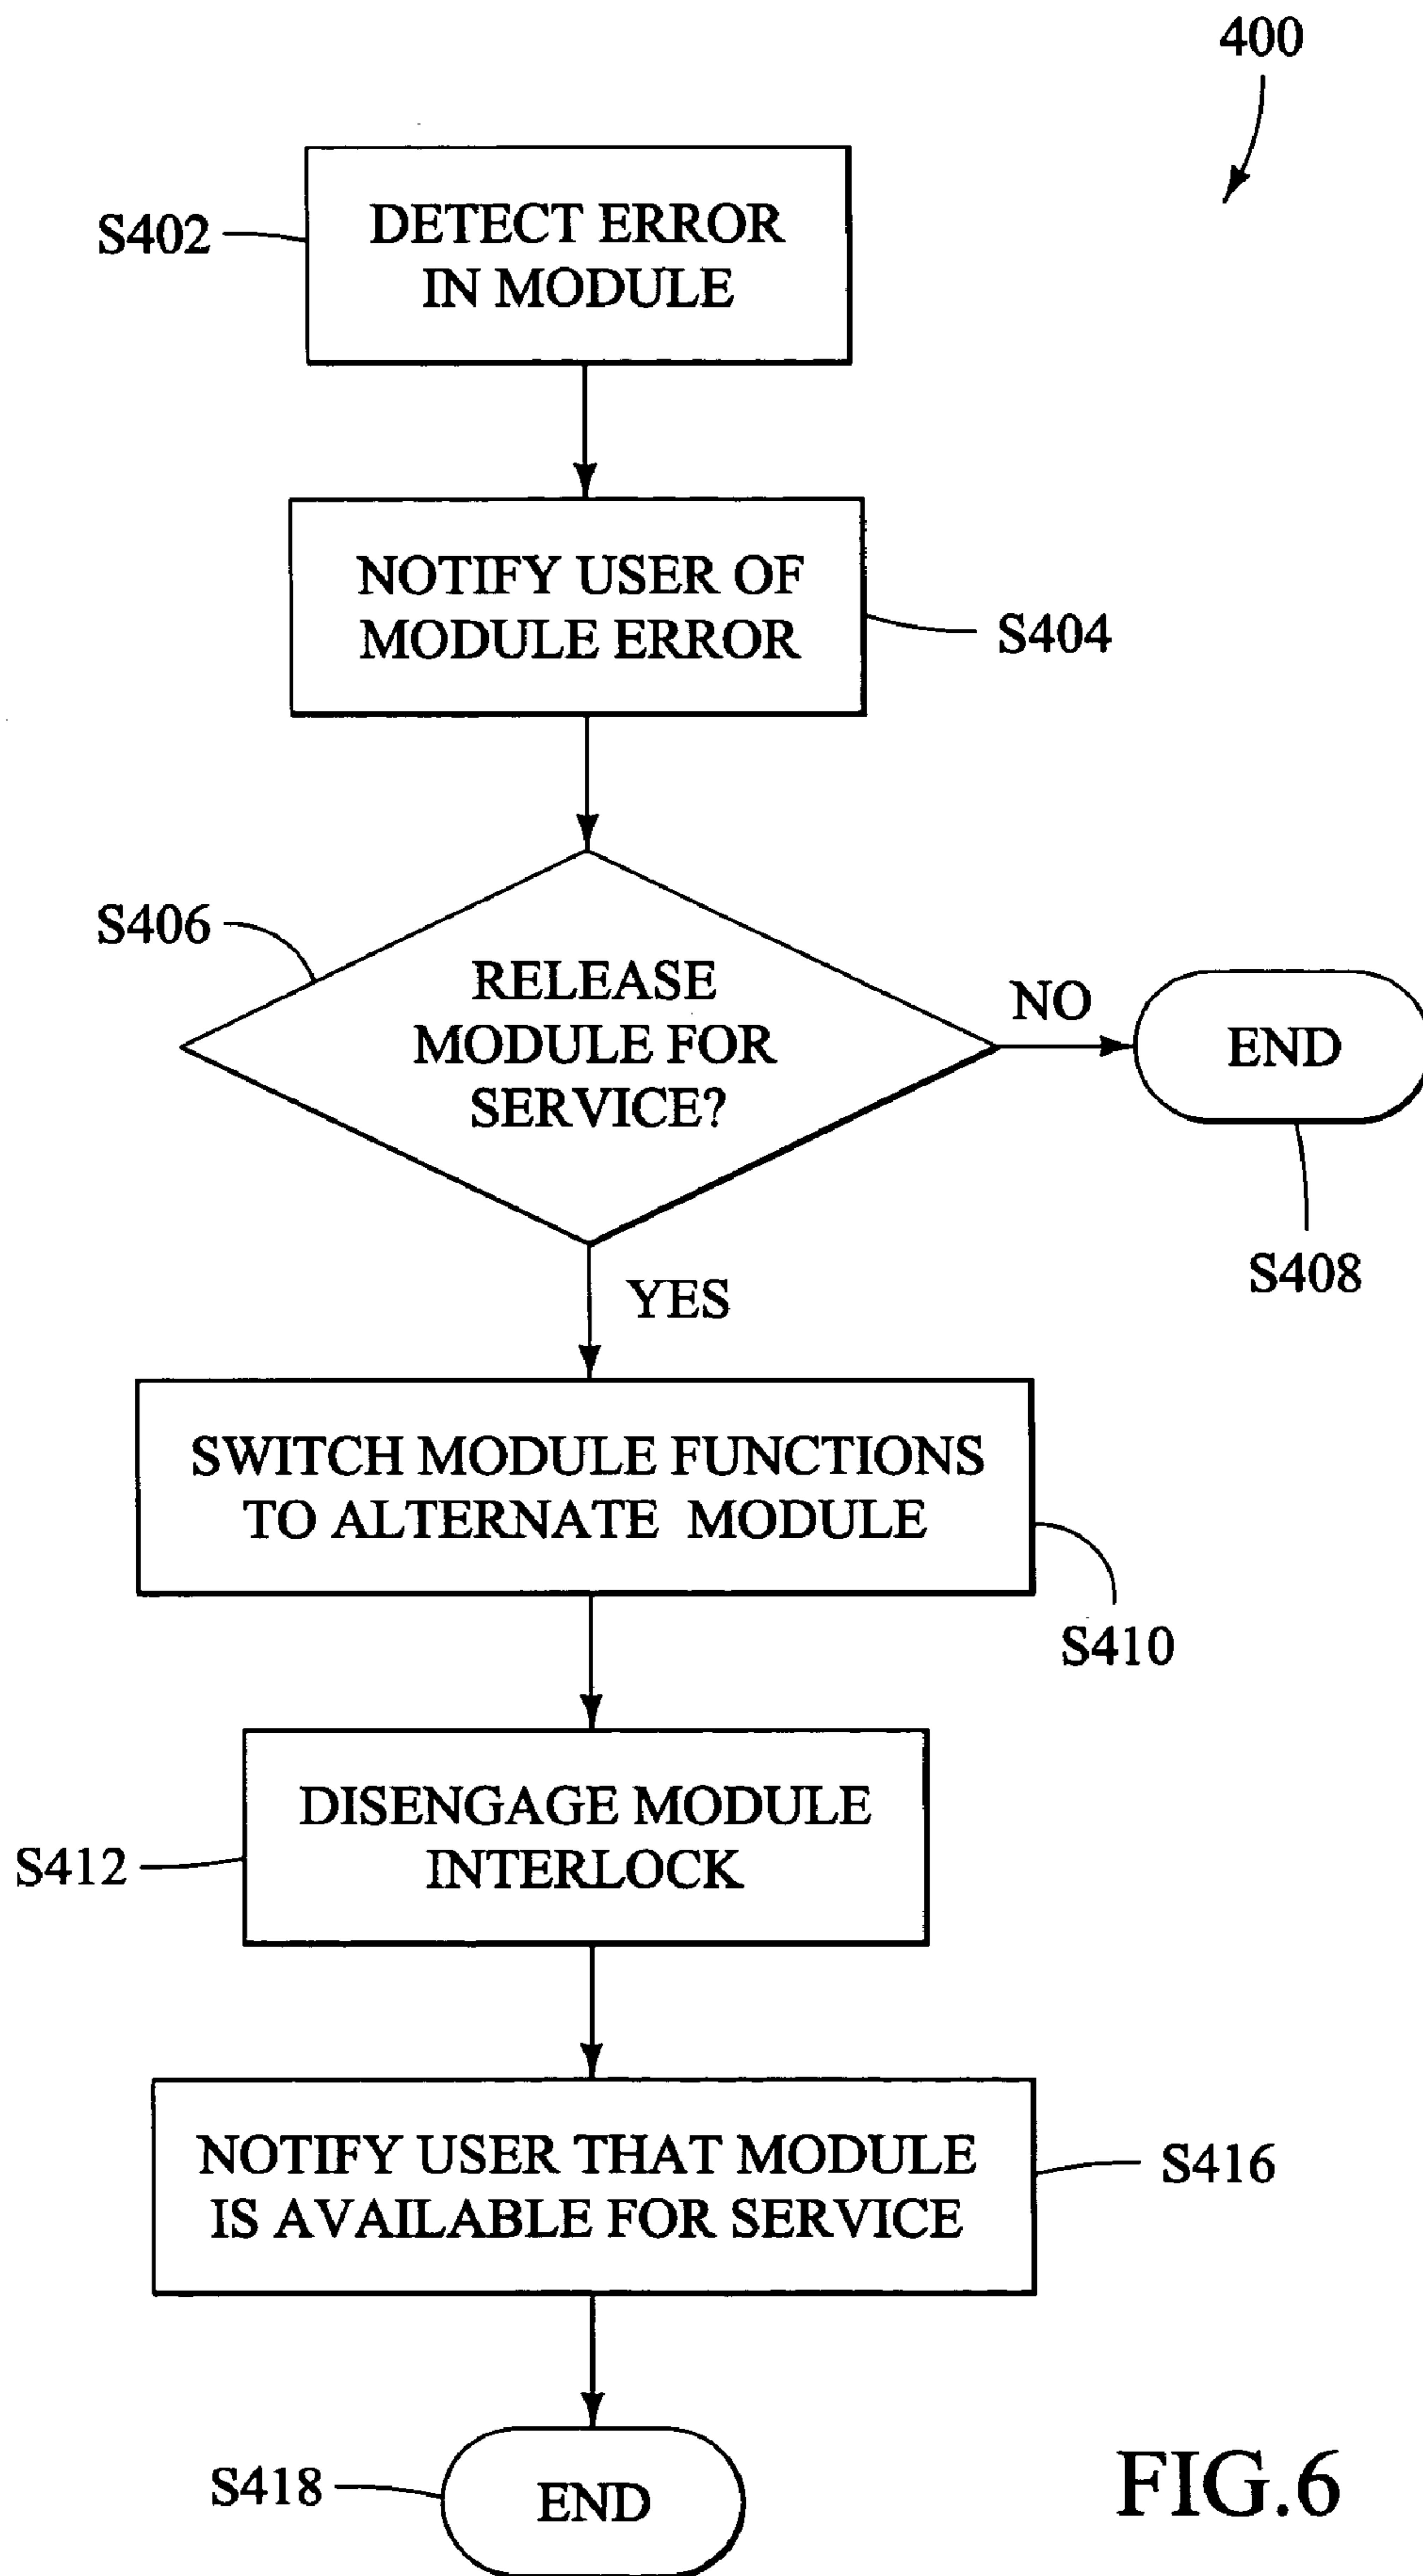 400
S402
DETECT ERROR
IN MODULE
NOTIFY USER OF
MODULE ERROR
S404
S406
RELEASE
MODULE FOR
SERVICE?
NO
END
S408
YES
SWITCH MODULE FUNCTIONS
TO ALTERNATE MODULE
S410
DISENGAGE MODULE
INTERLOCK
S412
NOTIFY USER THAT MODULE
IS AVAILABLE FOR SERVICE
S416
S418
END
FIG.6